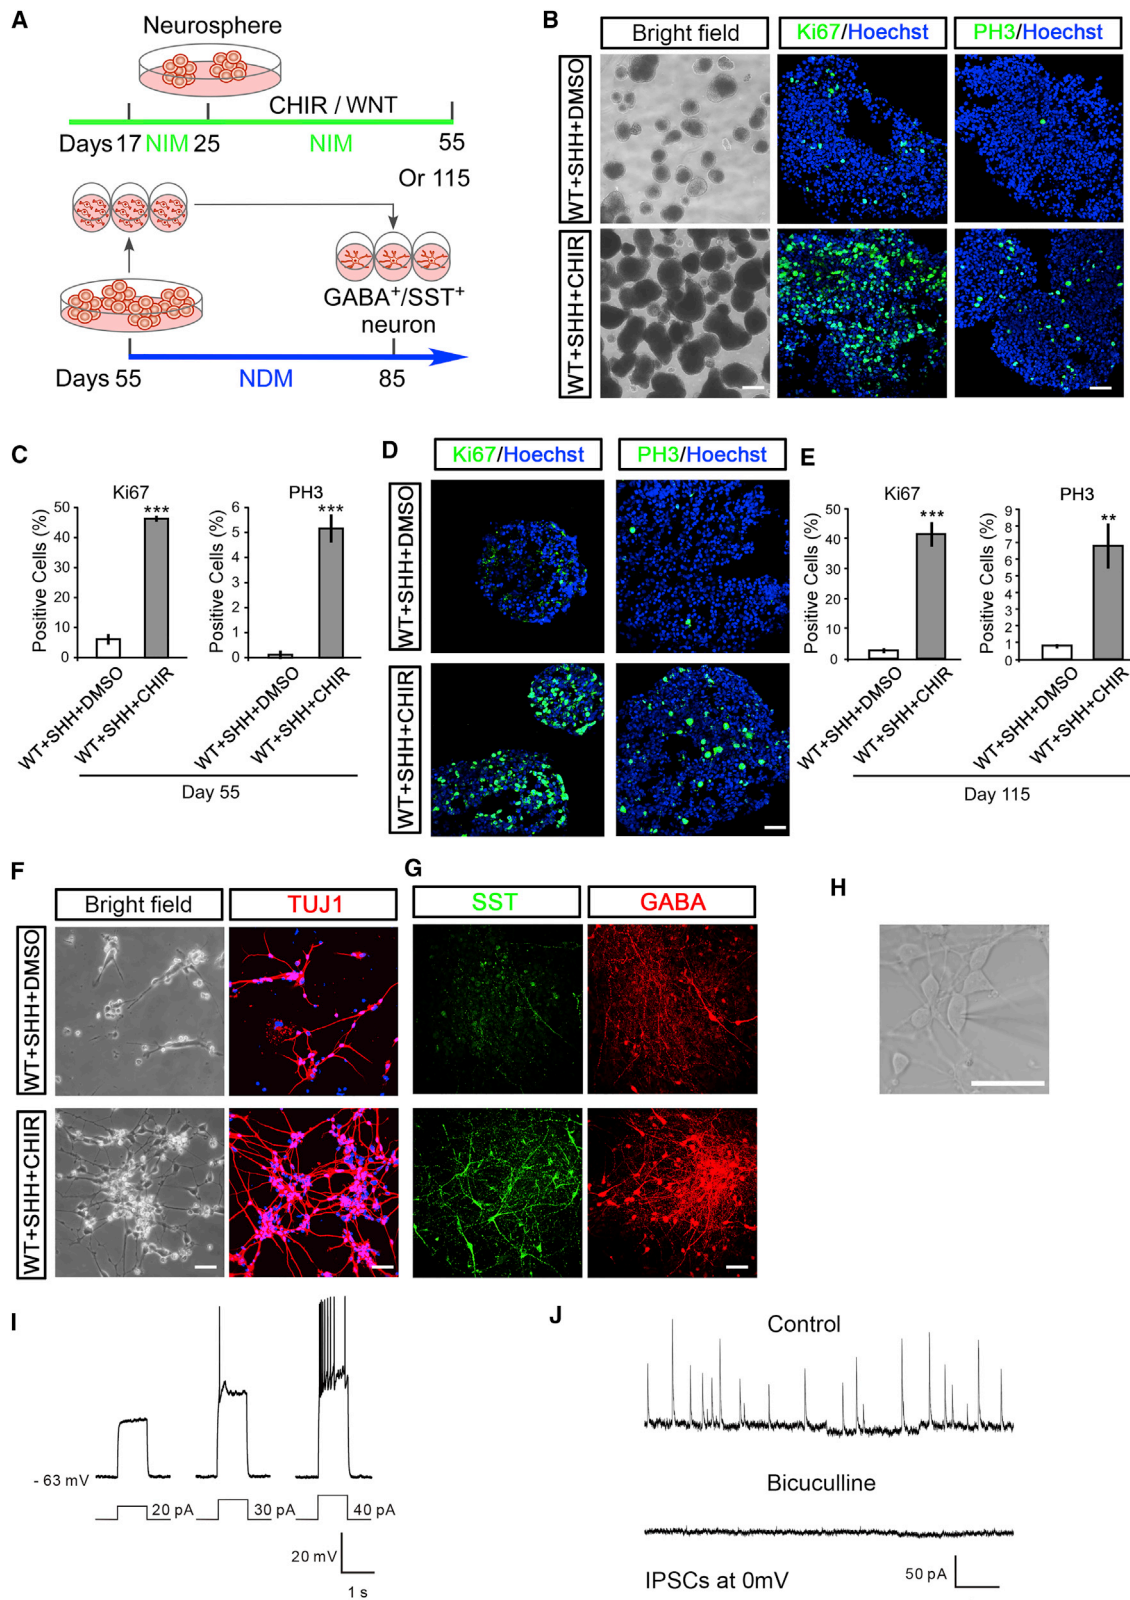 A
Neurosphere
CHIR / WNT
Days 17 NIM 25 NIM 55
Or 115
GABA+/SST+
neuron
Days 55 NDM 85
B
Bright field
Ki67/Hoechst
PH3/Hoechst
WT+SHH+DMSO
WT+SHH+CHIR
C
Ki67
Positive Cells (%)
50
40
30
20
10
0
***
WT+SHH+DMSO
WT+SHH+CHIR
PH3
Positive Cells (%)
6
5
4
3
2
1
0
***
WT+SHH+DMSO
WT+SHH+CHIR
Day 55
D
Ki67/Hoechst
PH3/Hoechst
WT+SHH+DMSO
WT+SHH+CHIR
E
Ki67
Positive Cells (%)
50
40
30
20
10
0
***
WT+SHH+DMSO
WT+SHH+CHIR
PH3
Positive Cells (%)
9
8
7
6
5
4
3
2
1
0
**
WT+SHH+DMSO
WT+SHH+CHIR
Day 115
F
Bright field
TUJ1
WT+SHH+DMSO
WT+SHH+CHIR
G
SST
GABA
H
I
- 63 mV
20 pA
30 pA
40 pA
20 mV
1 s
J
Control
Bicuculline
IPSCs at 0mV
50 pA